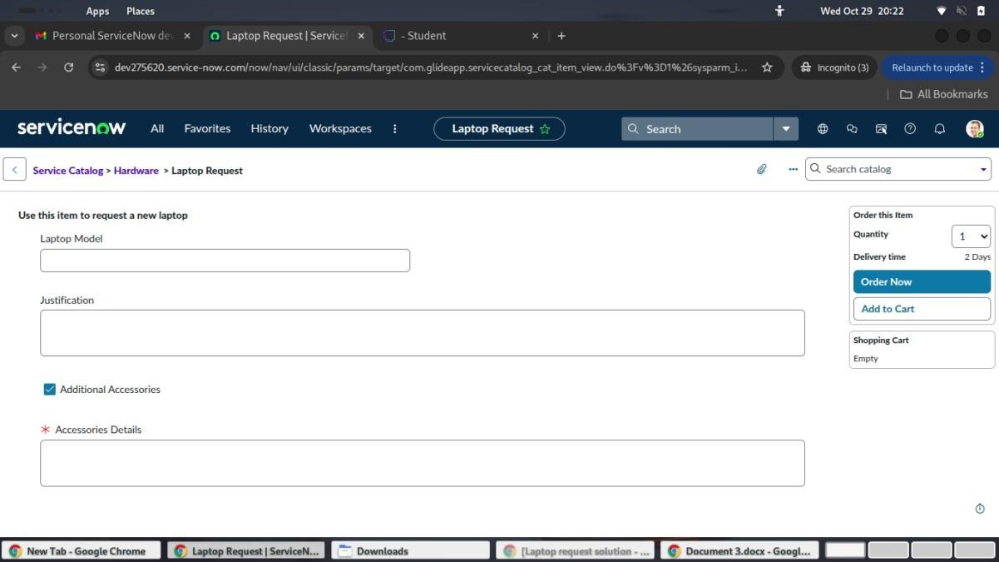 Apps Places Wed Oct 29 20:22
Personal ServiceNow dev × Laptop Request | Service × - Student × +
dev275620.service-now.com/now/nav/ui/classic/params/target/com.glideapp.servicecatalog_cat_item_view.do%3Fv%3D1%26sysparm_i... Incognito (3) Relaunch to update
All Bookmarks
servicenow All Favorites History Workspaces Laptop Request Search
Service Catalog > Hardware > Laptop Request Search catalog
Use this item to request a new laptop
Laptop Model
Justification
Additional Accessories
* Accessories Details
Order this Item
Quantity 1
Delivery time 2 Days
Order Now
Add to Cart
Shopping Cart
Empty
New Tab - Google Chrome Laptop Request | ServiceN... Downloads [Laptop request solution - ... Document 3.docx - Googl...